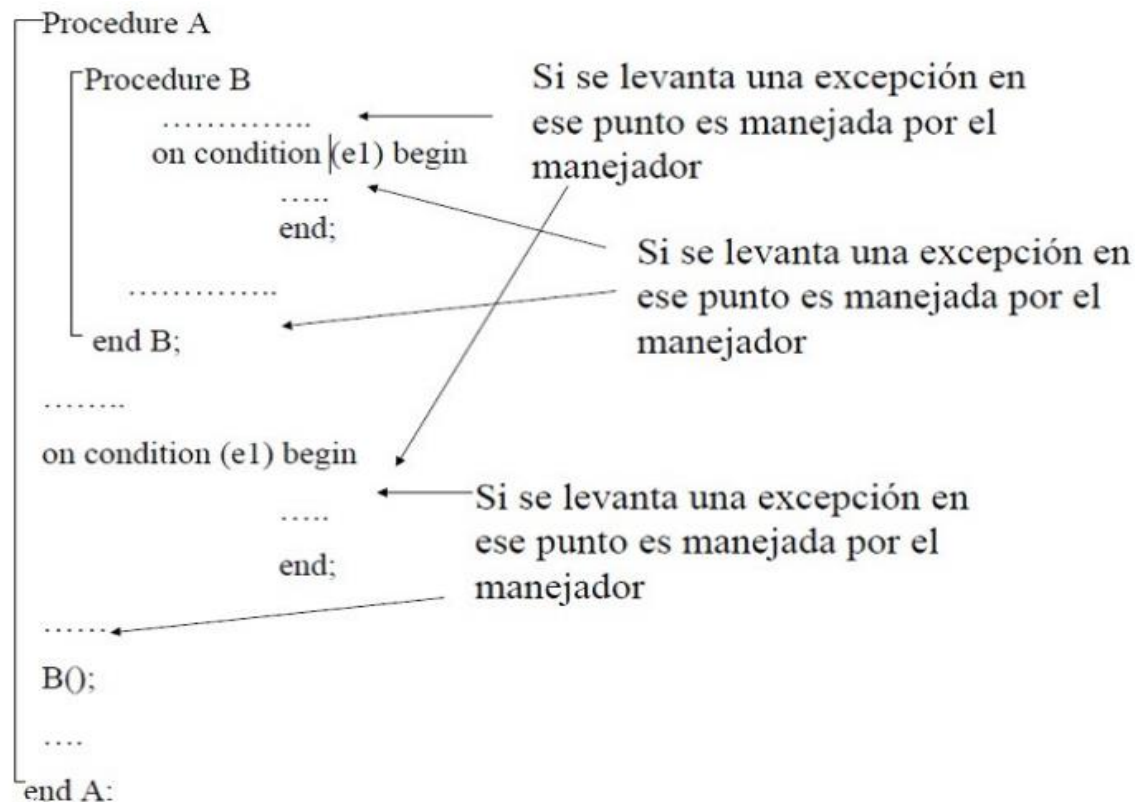 Procedure A
Procedure B
Si se levanta una excepción en
ese punto es manejada por el
manejador
…………..
on condition (e1) begin
…..
end;
Si se levanta una excepción en
ese punto es manejada por el
manejador
…………..
end B;
……..
on condition (e1) begin
Si se levanta una excepción en
ese punto es manejada por el
manejador
…..
end;
……
B();
….
end A: